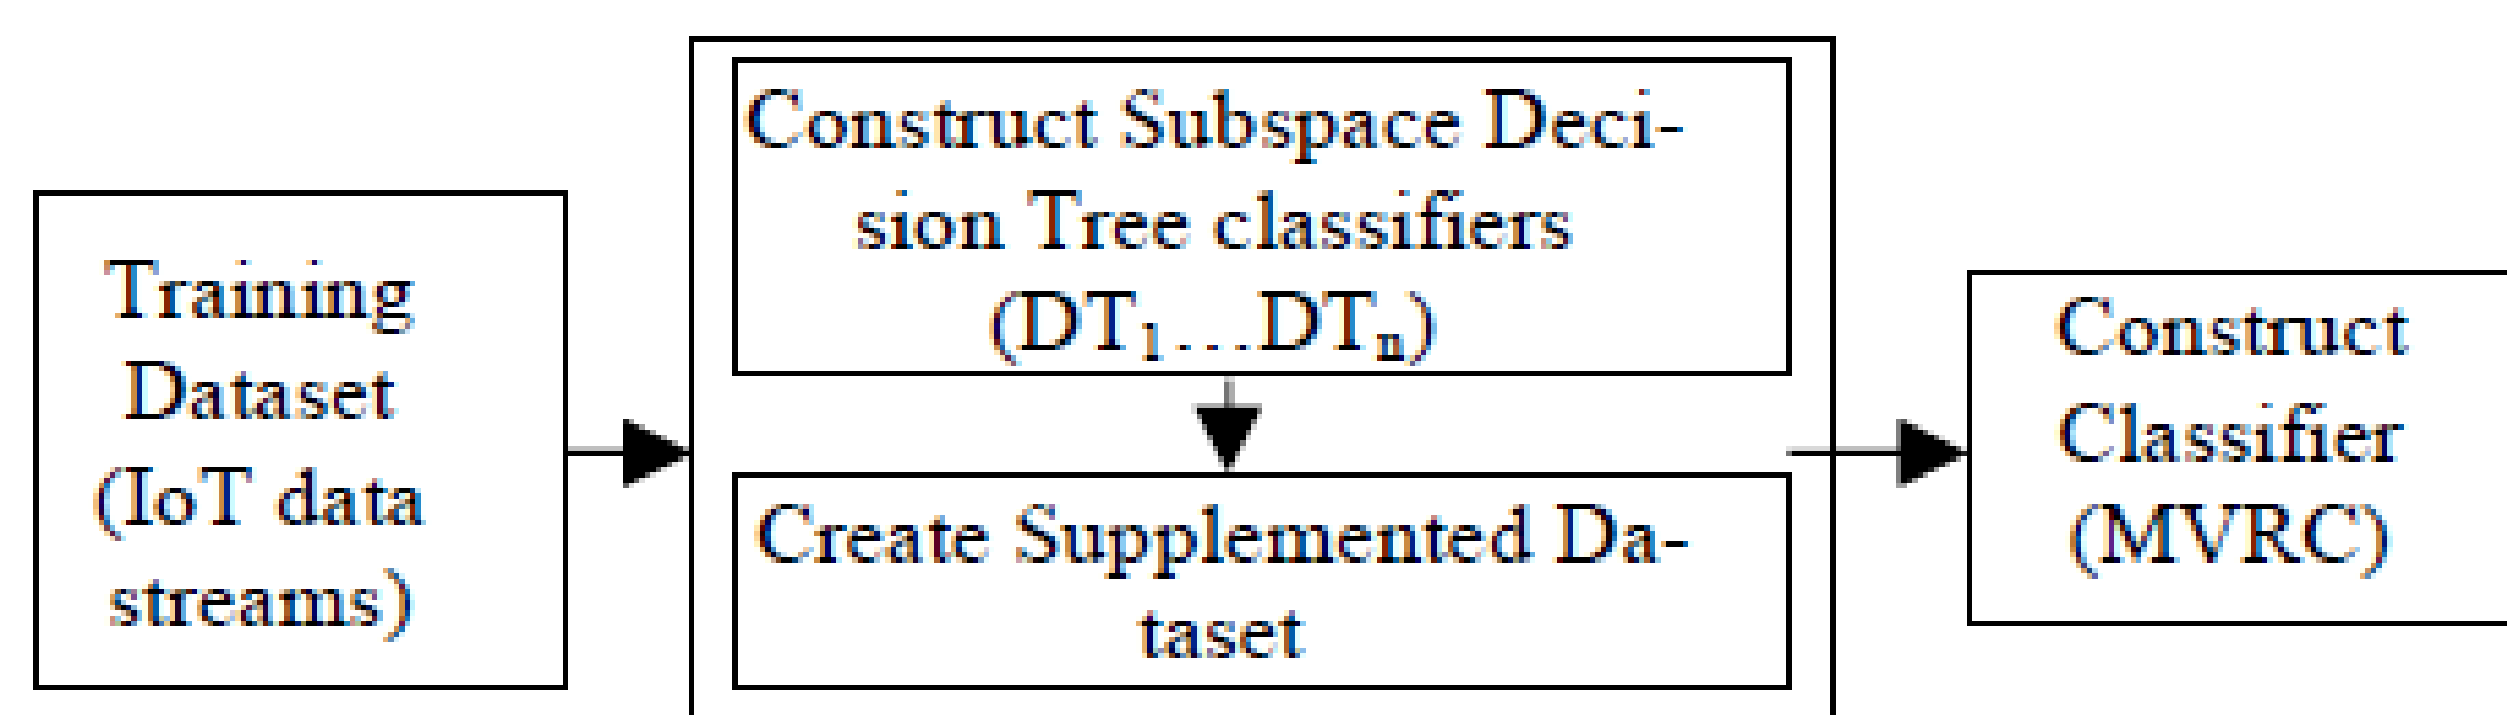 Training
Dataset
(IoT data
streams)
Construct Subspace Deci-
sion Tree classifiers
(DT₁...DTₙ)
Create Supplemented Da-
taset
Construct
Classifier
(MVRC)